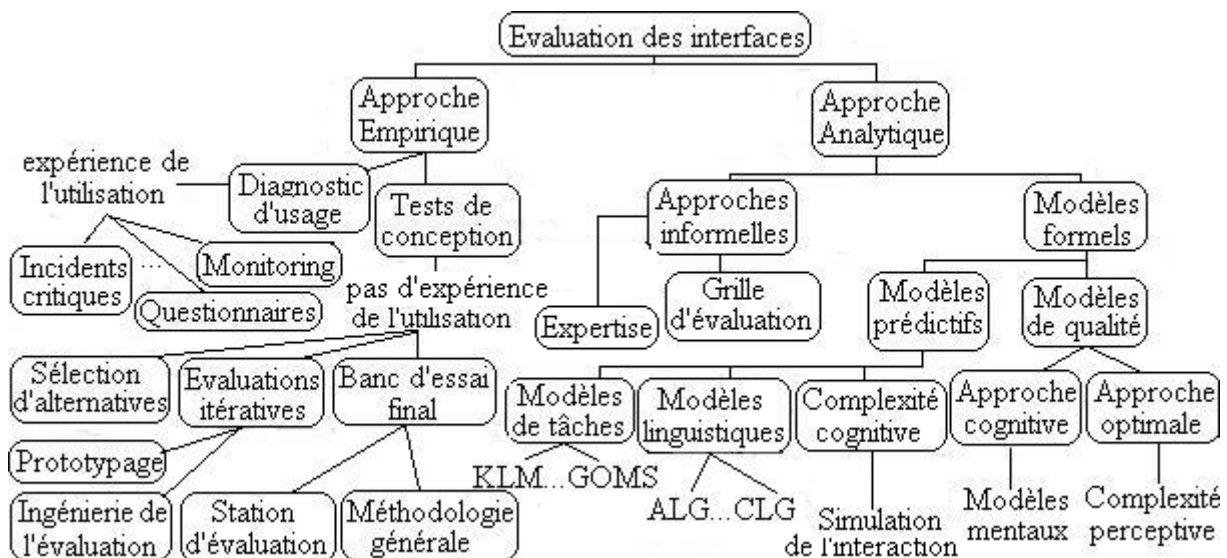 Evaluation des interfaces
Approche
Empirique
Approche
Analytique
expérience de
l'utilisation
Diagnostic
d'usage
Tests de
conception
Approches
informelles
Modèles
formels
Incidents
critiques
...
Monitoring
Questionnaires
pas d'expérience
de l'utilisation
Expertise
Grille
d'évaluation
Modèles
prédictifs
Modèles
de qualité
Sélection
d'alternatives
Evaluations
itératives
Banc d'essai
final
Modèles
de tâches
Modèles
linguistiques
Complexité
cognitive
Approche
cognitive
Approche
optimale
Prototypage
KLM...GOMS
Ingénierie de
l'évaluation
Station
d'évaluation
Méthodologie
générale
ALG...CLG
Simulation
de l'interaction
Modèles
mentaux
Complexité
perceptive